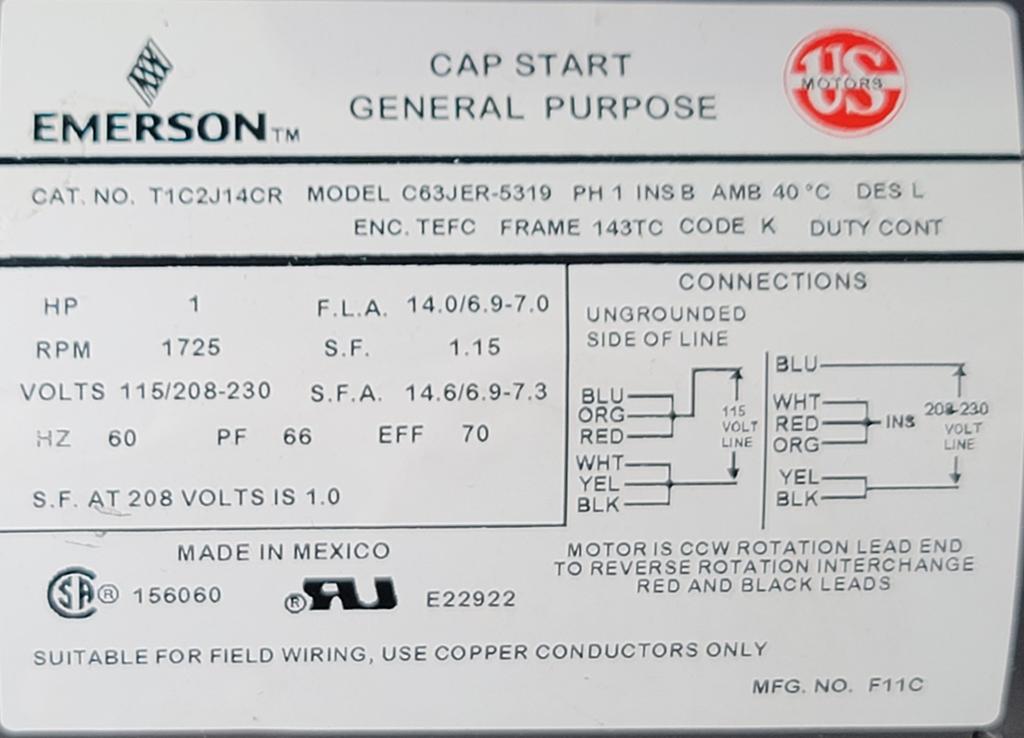 EMERSON™
CAP START
GENERAL PURPOSE
US
MOTORS
CAT. NO. T1C2J14CR MODEL C63JER-5319 PH 1 INS B AMB 40 °C DES L
ENC. TEFC FRAME 143TC CODE K DUTY CONT
HP 1 F.L.A. 14.0/6.9-7.0
RPM 1725 S.F. 1.15
VOLTS 115/208-230 S.F.A. 14.6/6.9-7.3
HZ 60 PF 66 EFF 70
S.F. AT 208 VOLTS IS 1.0
CONNECTIONS
UNGROUNDED
SIDE OF LINE
BLU
ORG
RED
WHT
YEL
BLK
115
VOLT
LINE
BLU
WHT
RED
ORG
INS
YEL
BLK
208-230
VOLT
LINE
MADE IN MEXICO
SA® 156060
®RU E22922
MOTOR IS CCW ROTATION LEAD END
TO REVERSE ROTATION INTERCHANGE
RED AND BLACK LEADS
SUITABLE FOR FIELD WIRING, USE COPPER CONDUCTORS ONLY
MFG. NO. F11C